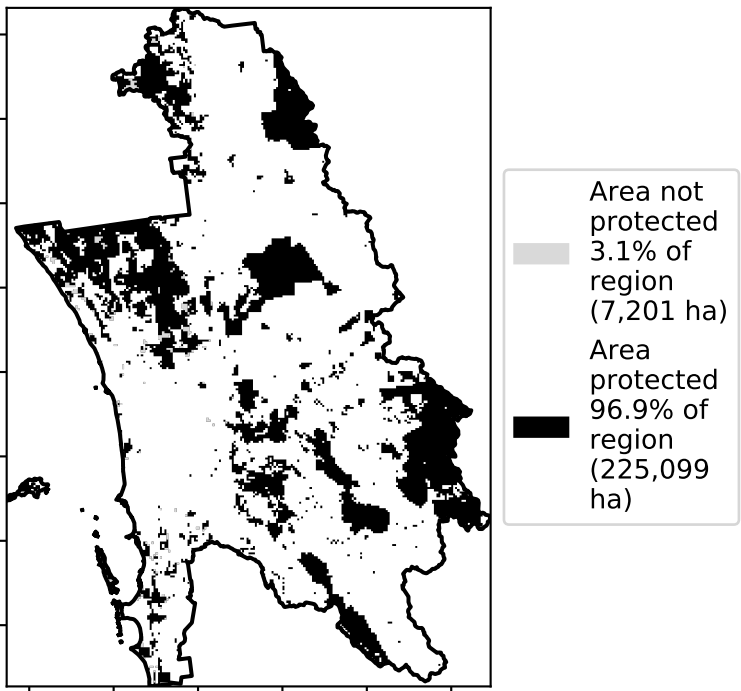 Area not
protected
3.1% of
region
(7,201 ha)
Area
protected
96.9% of
region
(225,099
ha)